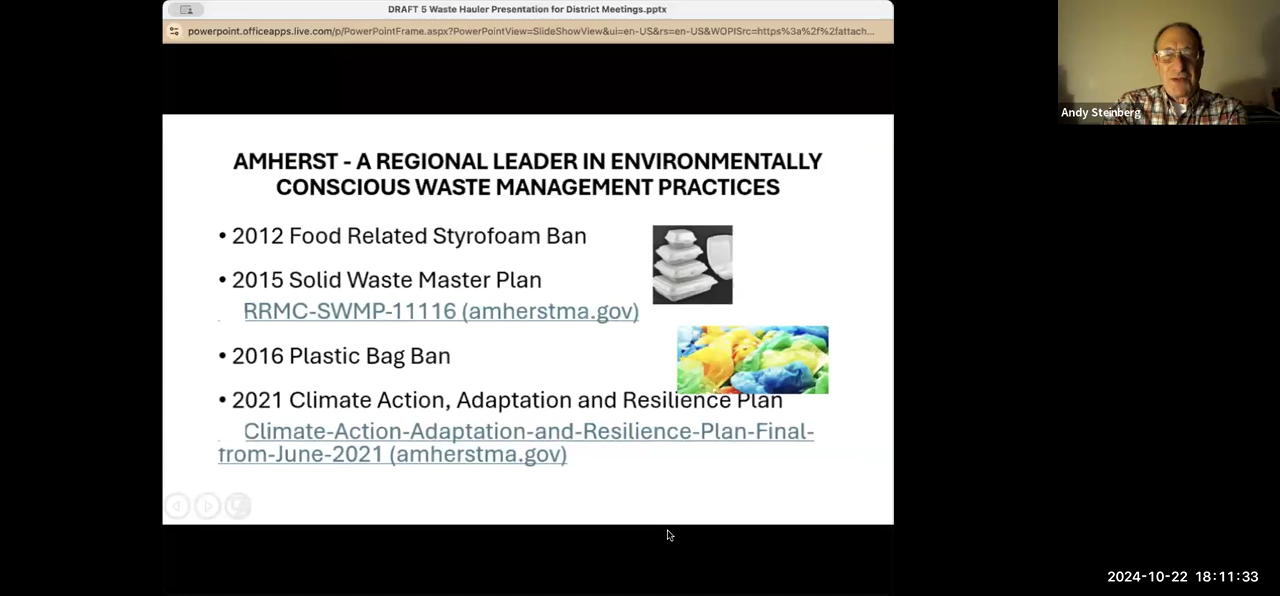 DRAFT 5 Waste Hauler Presentation for District Meetings.pptx
powerpoint.officeapps.live.com/p/PowerPointFrame.aspx?PowerPointView=SlideShowView&ui=en-US&rs=en-US&WOPISrc=https%3a%2f%2fattach...
Andy Steinberg
AMHERST - A REGIONAL LEADER IN ENVIRONMENTALLY
CONSCIOUS WASTE MANAGEMENT PRACTICES
• 2012 Food Related Styrofoam Ban
• 2015 Solid Waste Master Plan
RRMC-SWMP-11116 (amherstma.gov)
• 2016 Plastic Bag Ban
• 2021 Climate Action, Adaptation and Resilience Plan
Climate-Action-Adaptation-and-Resilience-Plan-Final-
from-June-2021 (amherstma.gov)
2024-10-22 18:11:33